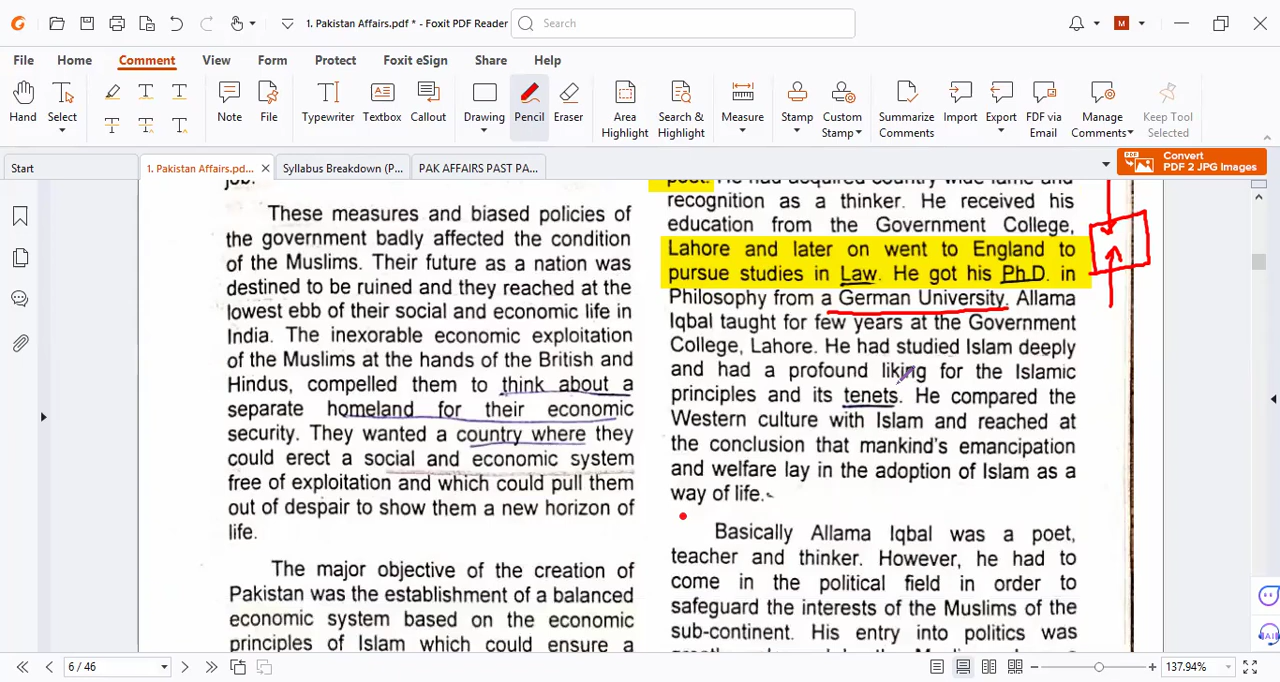 1. Pakistan Affairs.pdf * - Foxit PDF Reader
Search
M
File
Home
Comment
View
Form
Protect
Foxit eSign
Share
Help
Hand
Select
Note
File
Typewriter
Textbox
Callout
Drawing
Pencil
Eraser
Area
Highlight
Search &
Highlight
Measure
Stamp
Custom
Stamp
Summarize
Comments
Import
Export
FDF via
Email
Manage
Comments
Keep Tool
Selected
Start
1. Pakistan Affairs.pd...
Syllabus Breakdown (P...
PAK AFFAIRS PAST PA...
Convert
PDF 2 JPG Images
job.
These measures and biased policies of
the government badly affected the condition
of the Muslims. Their future as a nation was
destined to be ruined and they reached at the
lowest ebb of their social and economic life in
India. The inexorable economic exploitation
of the Muslims at the hands of the British and
Hindus, compelled them to think about a
separate homeland for their economic
security. They wanted a country where they
could erect a social and economic system
free of exploitation and which could pull them
out of despair to show them a new horizon of
life.
The major objective of the creation of
Pakistan was the establishment of a balanced
economic system based on the economic
principles of Islam which could ensure a
poet. He had acquired country wide fame and
recognition as a thinker. He received his
education from the Government College,
Lahore and later on went to England to
pursue studies in Law. He got his Ph.D. in
Philosophy from a German University. Allama
Iqbal taught for few years at the Government
College, Lahore. He had studied Islam deeply
and had a profound liking for the Islamic
principles and its tenets. He compared the
Western culture with Islam and reached at
the conclusion that mankind's emancipation
and welfare lay in the adoption of Islam as a
way of life.
Basically Allama Iqbal was a poet,
teacher and thinker. However, he had to
come in the political field in order to
safeguard the interests of the Muslims of the
sub-continent. His entry into politics was
6 / 46
137.94%